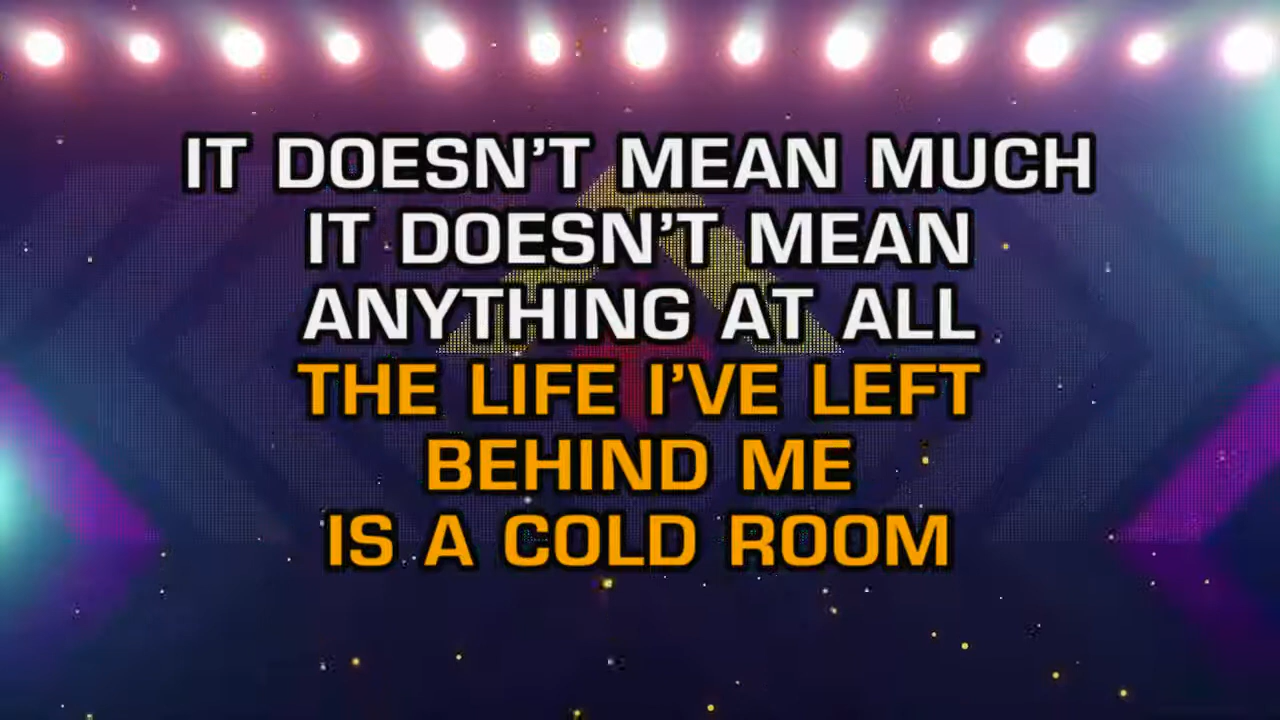 IT DOESN'T MEAN MUCH
IT DOESN'T MEAN
ANYTHING AT ALL
THE LIFE I'VE LEFT
BEHIND ME
IS A COLD ROOM